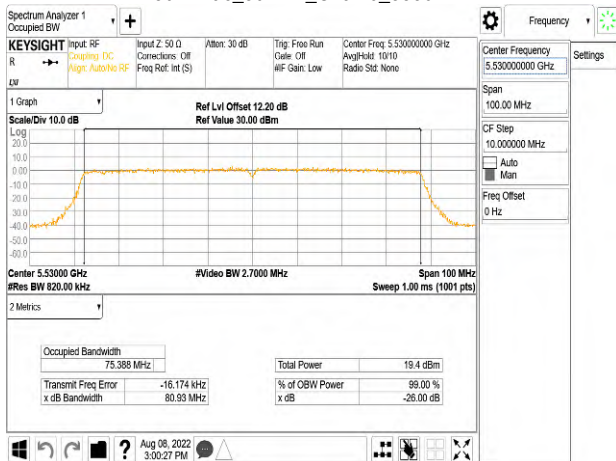 Spectrum Analyzer 1
Occupied BW
+
Frequency
KEYSIGHT
R
Input: RF
Coupling: DC
Align: Auto/No RF
Input Z: 50 Ω
Corrections: Off
Freq Ref: Int (S)
Atten: 30 dB
Trig: Free Run
Gate: Off
#IF Gain: Low
Center Freq: 5.530000000 GHz
Avg|Hold: 10/10
Radio Std: None
Center Frequency
5.530000000 GHz
Settings
Span
100.00 MHz
CF Step
10.000000 MHz
Auto
Man
Freq Offset
0 Hz
1 Graph
Scale/Div 10.0 dB
Ref Lvl Offset 12.20 dB
Ref Value 30.00 dBm
Log
20.0
10.0
0.00
-10.0
-20.0
-30.0
-40.0
-50.0
-60.0
Center 5.53000 GHz
#Video BW 2.7000 MHz
Span 100 MHz
#Res BW 820.00 kHz
Sweep 1.00 ms (1001 pts)
2 Metrics
Occupied Bandwidth
75.388 MHz
Total Power 19.4 dBm
Transmit Freq Error -16.174 kHz
% of OBW Power 99.00 %
x dB Bandwidth 80.93 MHz
x dB -26.00 dB
?
Aug 08, 2022
3:00:27 PM